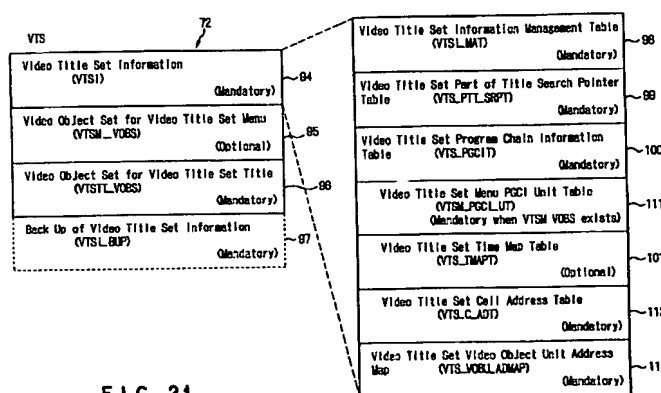 VTS
72
Video Title Set Information
(VTSI)
(Mandatory)
94
Video Object Set for Video Title Set Menu
(VTSM_VOBS)
(Optional)
95
Video Object Set for Video Title Set Title
(VTSTT_VOBS)
(Mandatory)
96
Back Up of Video Title Set Information
(VTSI_BUP)
(Mandatory)
97
Video Title Set Information Management Table
(VTSI_MAT)
(Mandatory)
98
Video Title Set Part of Title Search Pointer
Table (VTS_PTT_SRPT)
(Mandatory)
99
Video Title Set Program Chain Information
Table (VTS_PGCIT)
(Mandatory)
100
Video Title Set Menu PGCI Unit Table
(VTSM_PGCI_UT)
(Mandatory when VTSM VOBS exists)
111
Video Title Set Time Map Table
(VTS_TMAPT)
(Optional)
10
Video Title Set Cell Address Table
(VTS_C_ADT)
(Mandatory)
11
Video Title Set Video Object Unit Address
Map (VTS_VOBU_ADMAP)
(Mandatory)
11